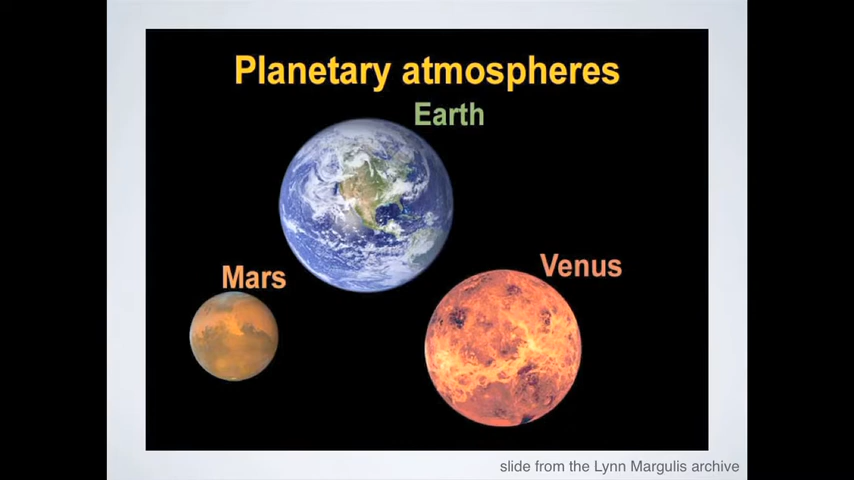 Planetary atmospheres
Earth
Venus
Mars
slide from the Lynn Margulis archive